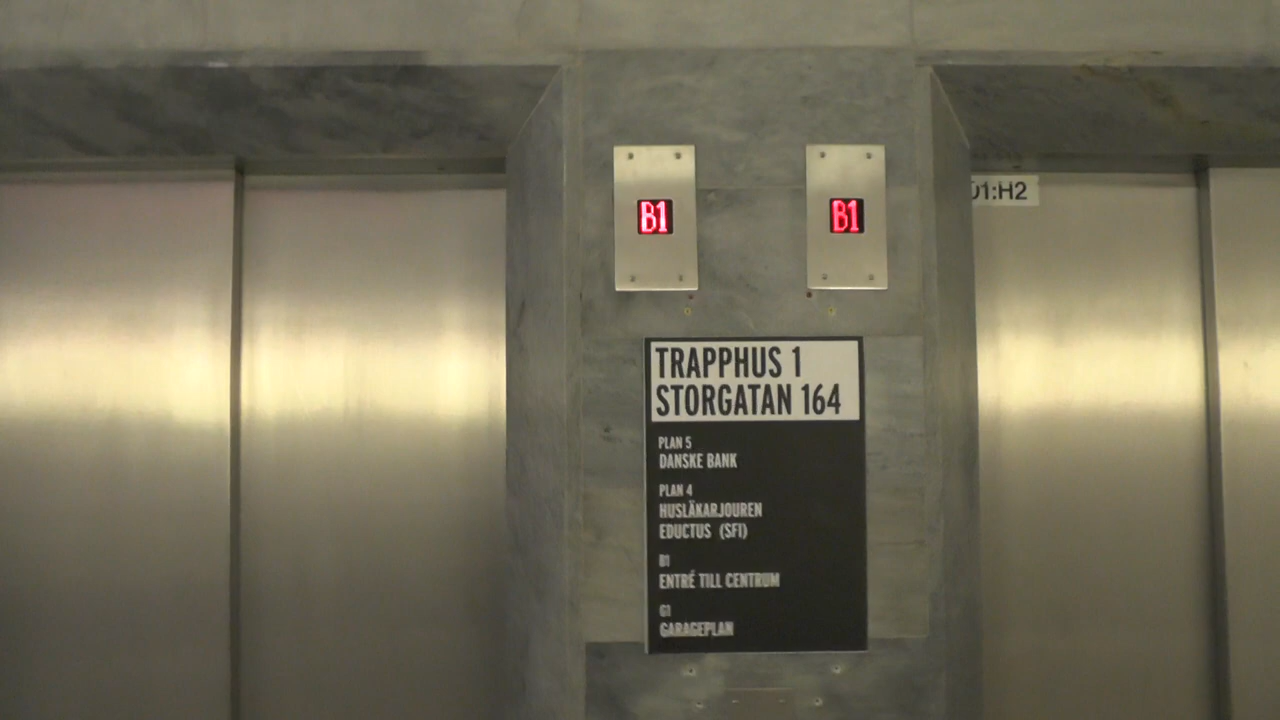 B1
B1
01:H2
TRAPPHUS 1
STORGATAN 164
PLAN 5
DANSKE BANK
PLAN 4
HUSLÄKARJOUREN
EDUCTUS (SFI)
B1
ENTRÉ TILL CENTRUM
G1
GARAGEPLAN